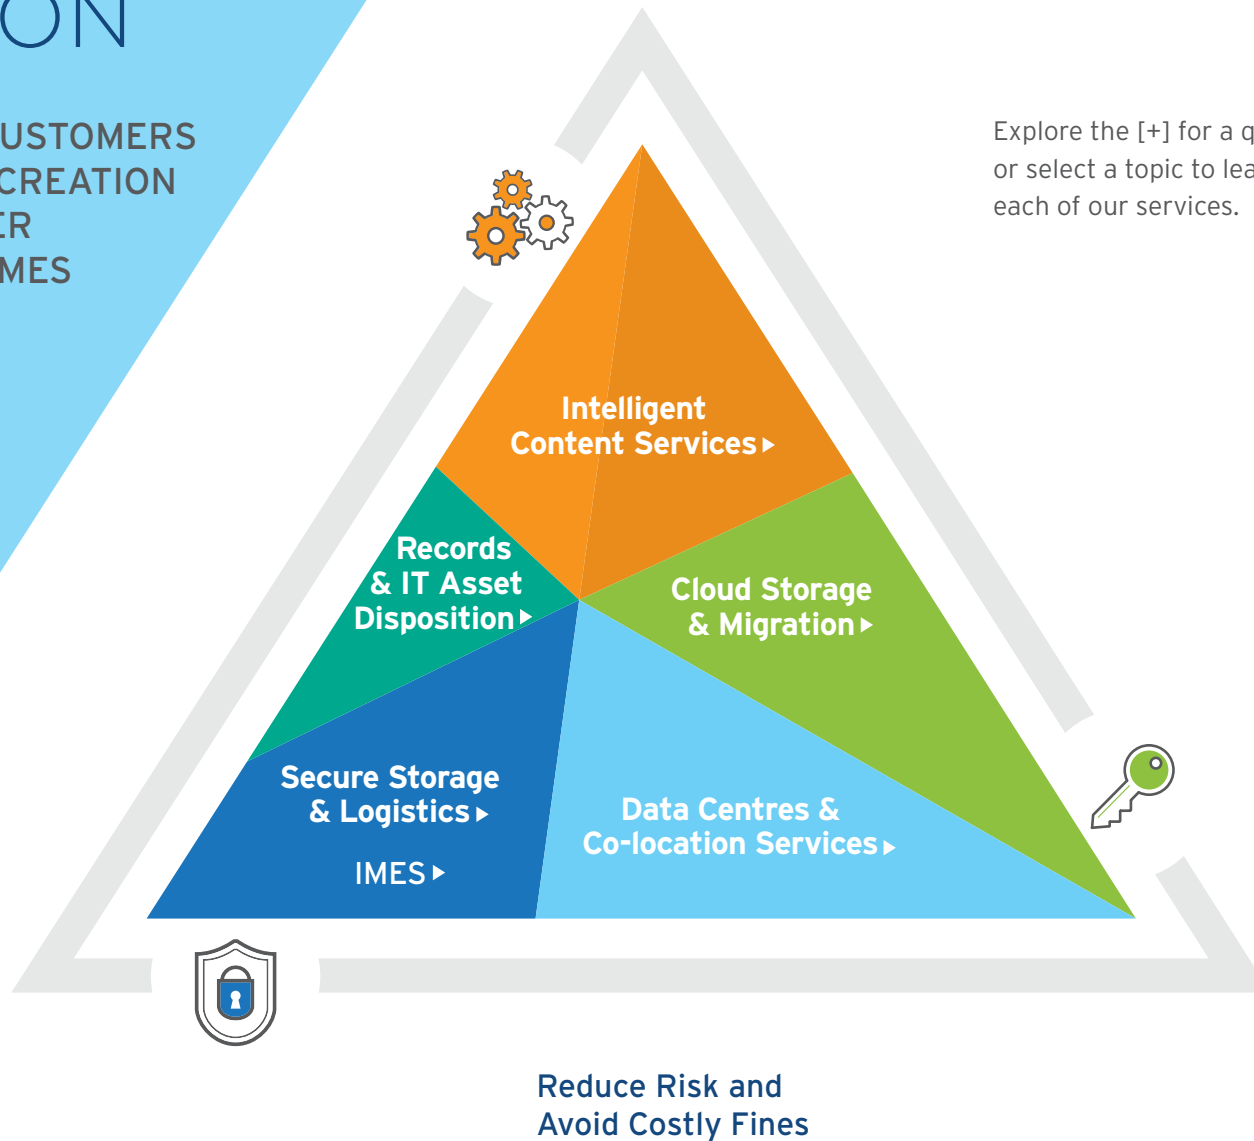 ON
USTOMERS
CREATION
ER
MES
Explore the [+] for a q
or select a topic to lea
each of our services.
Intelligent
Content Services
Records
& IT Asset
Disposition
Cloud Storage
& Migration
Secure Storage
& Logistics
IMES
Data Centres &
Co-location Services
Reduce Risk and
Avoid Costly Fines